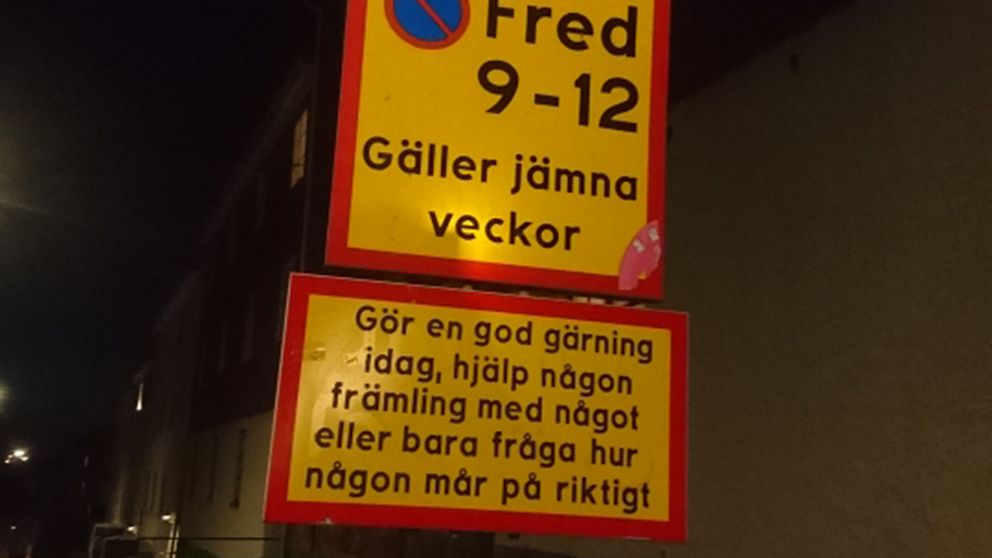 Fred
9-12
Gäller jämna
veckor
Gör en god gärning
idag, hjälp någon
främling med något
eller bara fråga hur
någon mår på riktigt